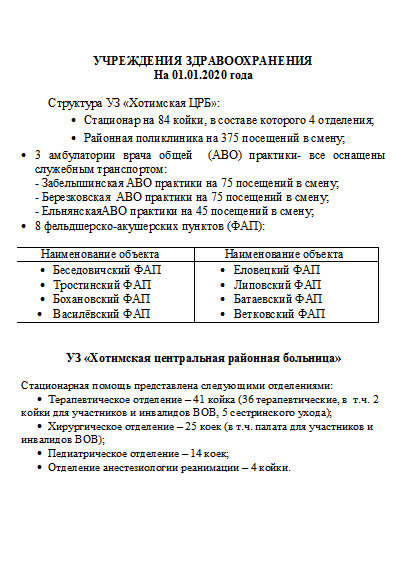 УЧРЕЖДЕНИЯ ЗДРАВООХРАНЕНИЯ
На 01.01.2020 года
Структура УЗ «Хотимская ЦРБ»:
• Стационар на 84 койки, в составе которого 4 отделения;
• Районная поликлиника на 375 посещений в смену;
• 3 амбулатории врача общей (АВО) практики- все оснащены
служебным транспортом:
- Забелышинская АВО практики на 75 посещений в смену;
- Березковская АВО практики на 75 посещений в смену;
- ЕльнянскаяАВО практики на 45 посещений в смену;
• 8 фельдшерско-акушерских пунктов (ФАП):
Наименование объекта Наименование объекта
• Беседовичский ФАП • Еловецкий ФАП
• Тростинский ФАП • Липовский ФАП
• Бохановский ФАП • Батаевский ФАП
• Василёвский ФАП • Ветковский ФАП
УЗ «Хотимская центральная районная больница»
Стационарная помощь представлена следующими отделениями:
• Терапевтическое отделение – 41 койка (36 терапевтические, в т.ч. 2
койки для участников и инвалидов ВОВ, 5 сестринского ухода);
• Хирургическое отделение – 25 коек (в т.ч. палата для участников и
инвалидов ВОВ);
• Педиатрическое отделение – 14 коек;
• Отделение анестезиологии реанимации – 4 койки.